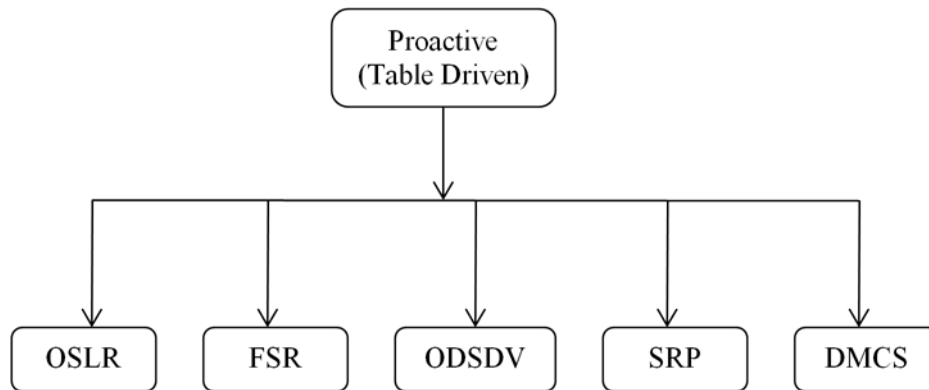 Proactive
(Table Driven)
OSLR
FSR
ODSDV
SRP
DMCS